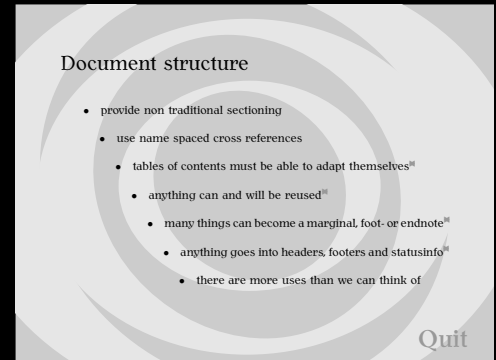 Document structure
• provide non traditional sectioning
• use name spaced cross references
• tables of contents must be able to adapt themselves
• anything can and will be reused
• many things can become a marginal, foot- or endnote
• anything goes into headers, footers and statusinfo
• there are more uses than we can think of
Quit